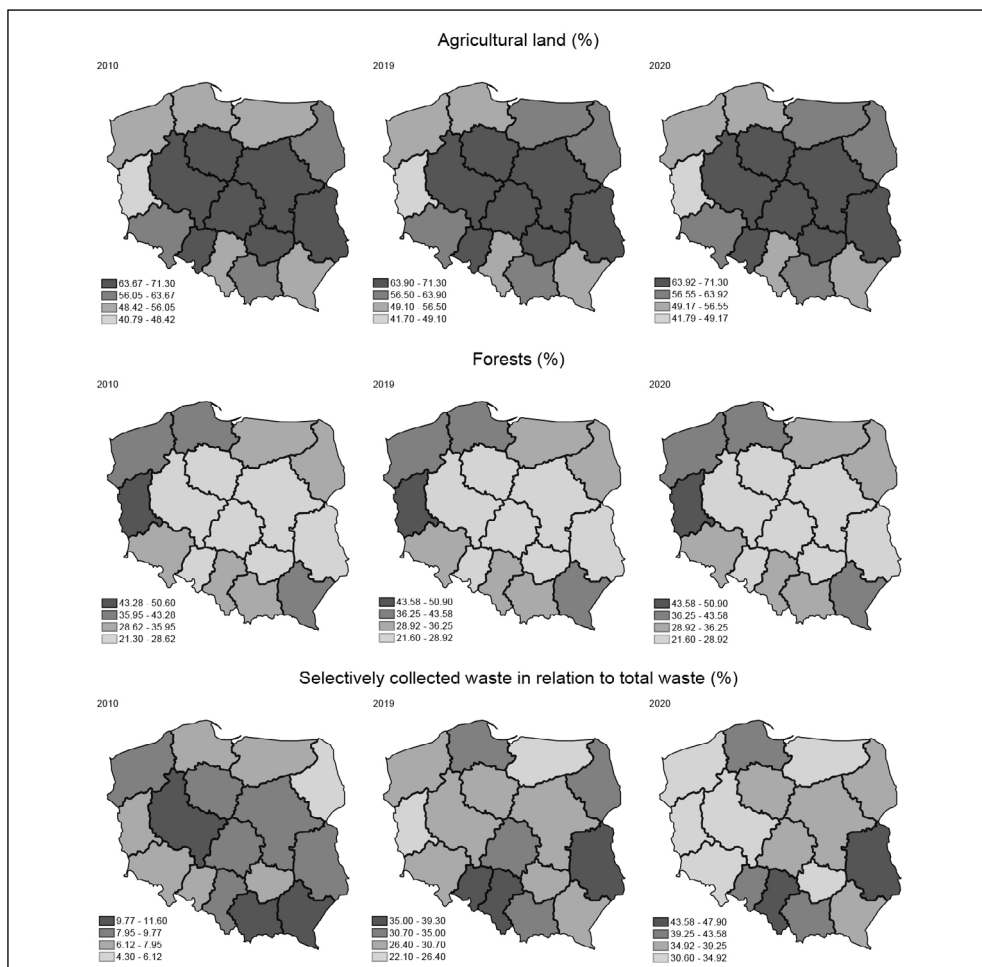 Agricultural land (%)
2010
2019
2020
63.67 - 71.30
56.05 - 63.67
48.42 - 56.05
40.79 - 48.42
63.90 - 71.30
56.50 - 63.90
49.10 - 56.50
41.70 - 49.10
63.92 - 71.30
56.55 - 63.92
49.17 - 56.55
41.79 - 49.17
Forests (%)
2010
2019
2020
43.28 - 50.60
35.95 - 43.28
28.62 - 35.95
21.30 - 28.62
43.58 - 50.90
36.25 - 43.58
28.92 - 36.25
21.60 - 28.92
43.58 - 50.90
36.25 - 43.58
28.92 - 36.25
21.60 - 28.92
Selectively collected waste in relation to total waste (%)
2010
2019
2020
9.77 - 11.60
7.95 - 9.77
6.12 - 7.95
4.30 - 6.12
35.00 - 39.30
30.70 - 35.00
26.40 - 30.70
22.10 - 26.40
43.58 - 47.90
39.25 - 43.58
34.92 - 39.25
30.60 - 34.92